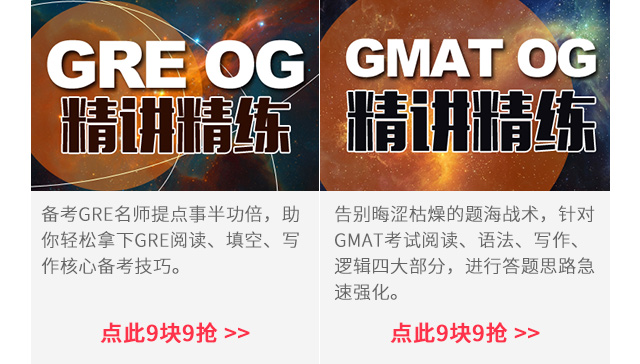 GRE OG
精讲精练
备考GRE名师提点事半功倍，助
你轻松拿下GRE阅读、填空、写
作核心备考技巧。
点此9块9抢 >>
GMAT OG
精讲精练
告别晦涩枯燥的题海战术，针对
GMAT考试阅读、语法、写作、
逻辑四大部分，进行答题思路急
速强化。
点此9块9抢 >>